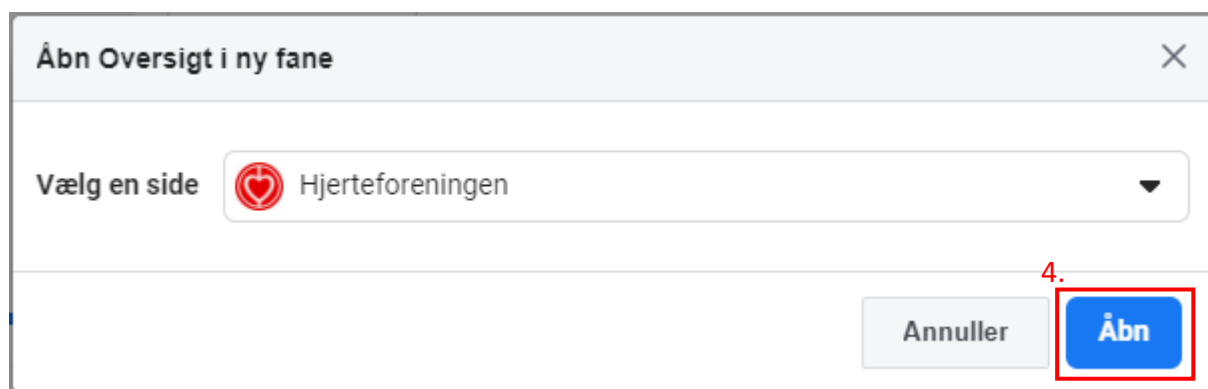 Åbn Oversigt i ny fane
Vælg en side Hjerteforeningen
4.
Annuller Åbn